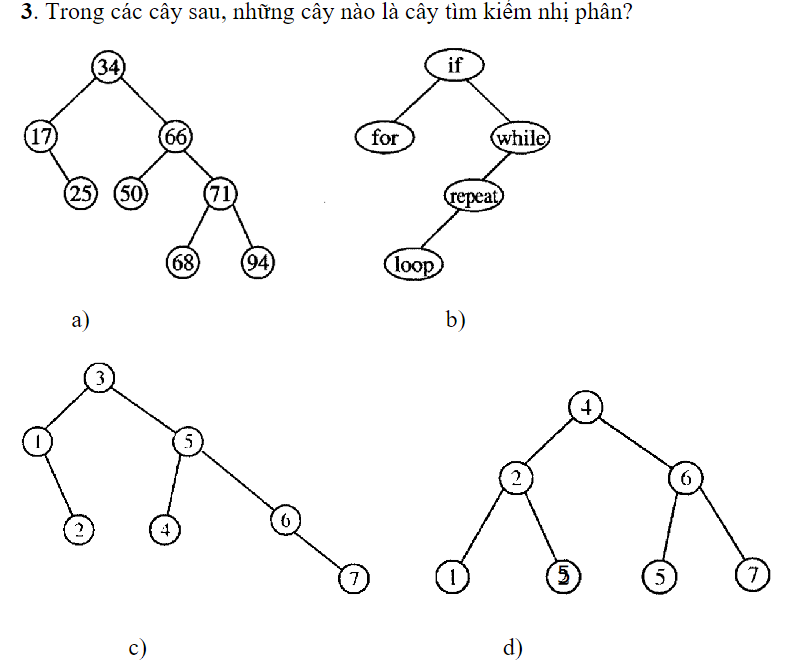 3. Trong các cây sau, những cây nào là cây tìm kiếm nhị phân?
34
17 66
25 50 71
68 94
a)
if
for while
repeat
loop
b)
3
1 5
2 4 6
7
c)
4
2 6
1 5 7
d)